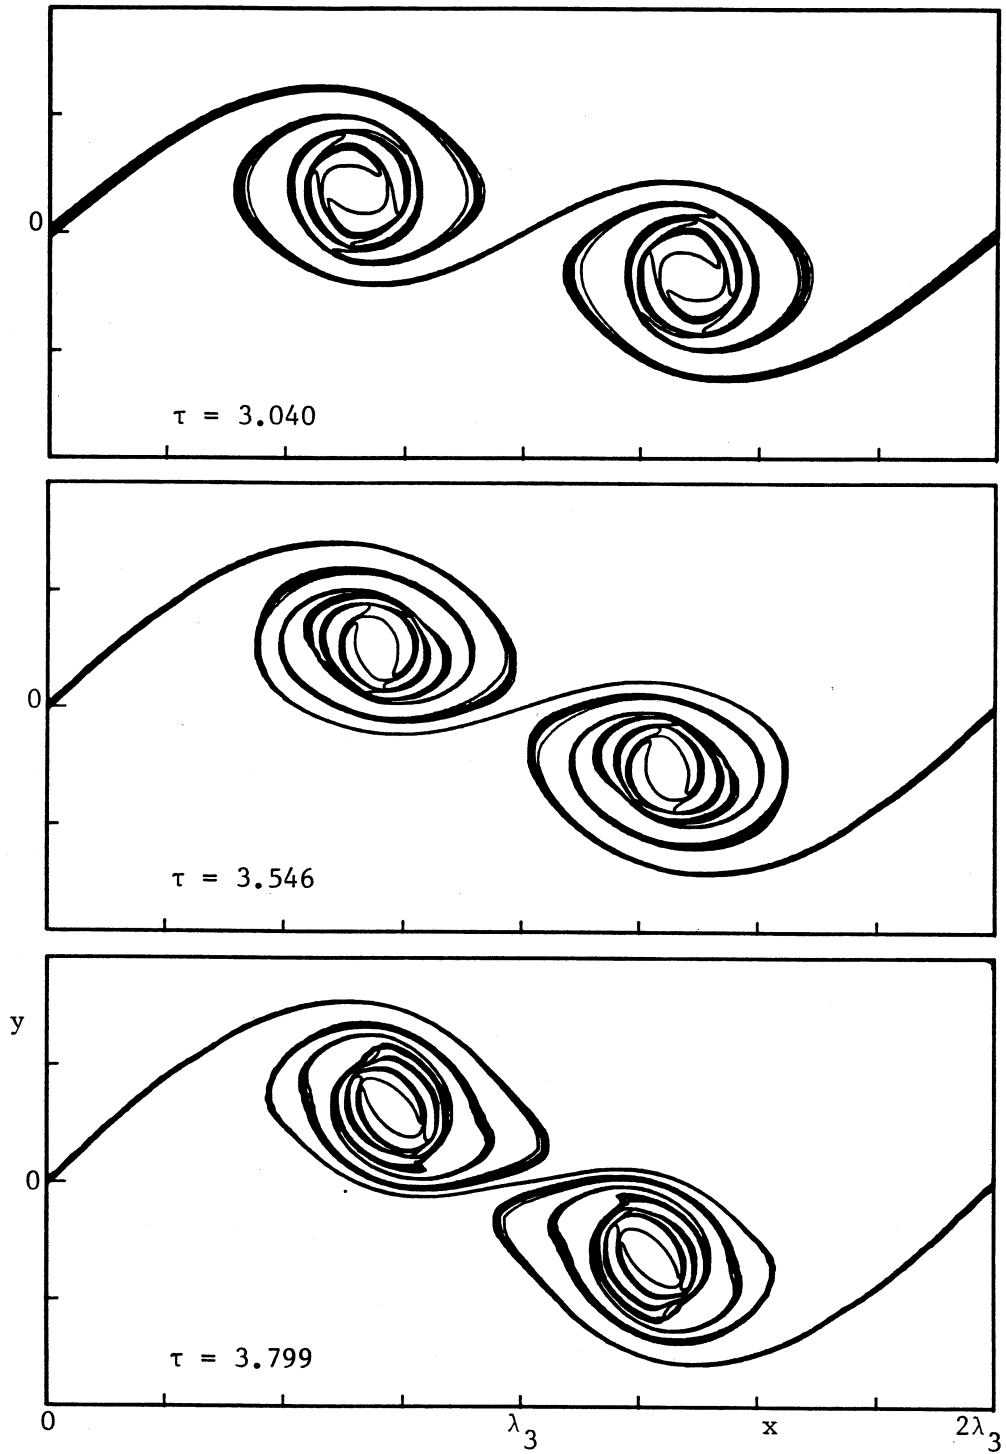 0
τ = 3.040
0
τ = 3.546
y
0
τ = 3.799
0 λ₃ x 2λ₃